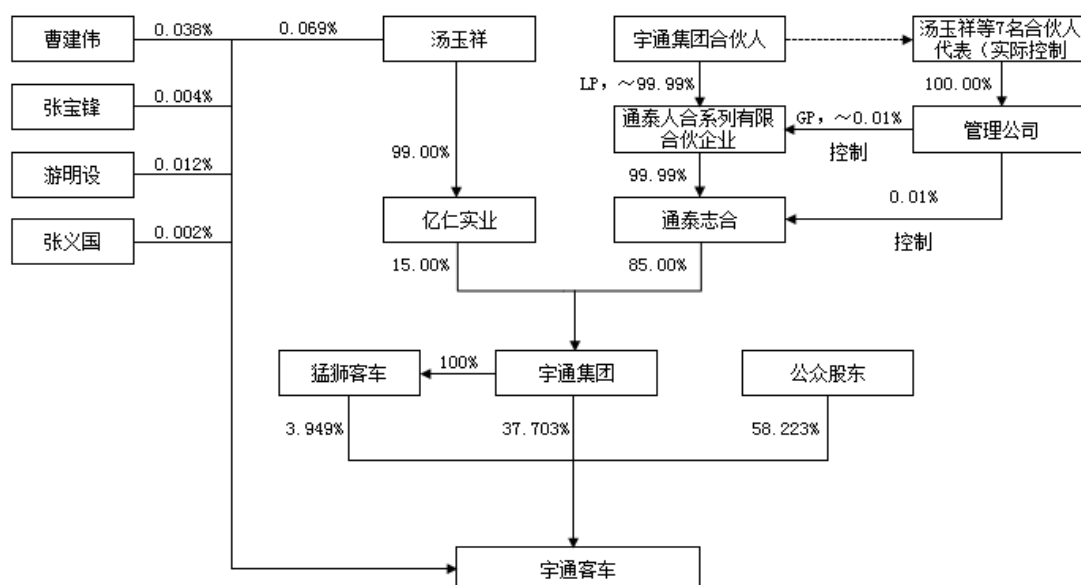 曹建伟
0.038%
0.069%
汤玉祥
宇通集团合伙人
汤玉祥等7名合伙人
代表（实际控制
张宝锋
0.004%
LP，～99.99%
100.00%
通泰人合系列有限
合伙企业
GP，～0.01%
控制
管理公司
游明设
0.012%
99.00%
99.99%
0.01%
张义国
0.002%
亿仁实业
通泰志合
控制
15.00%
85.00%
猛狮客车
100%
宇通集团
公众股东
3.949%
37.703%
58.223%
宇通客车